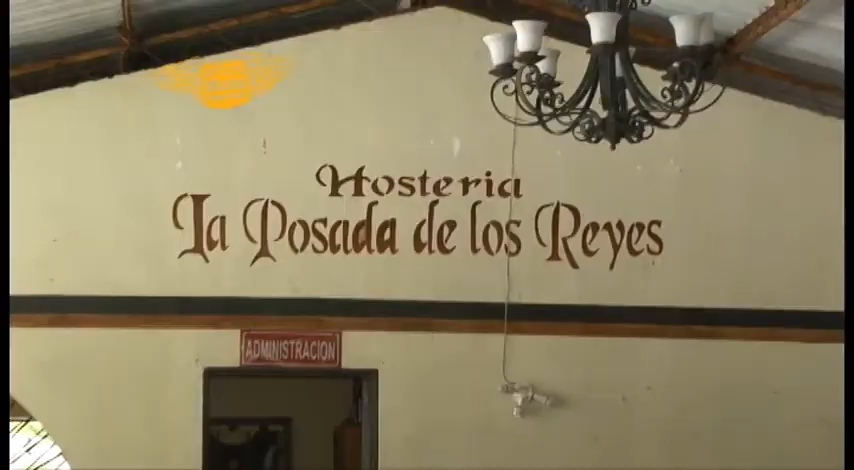 Hosteria
La Posada de los Reyes
ADMINISTRACION